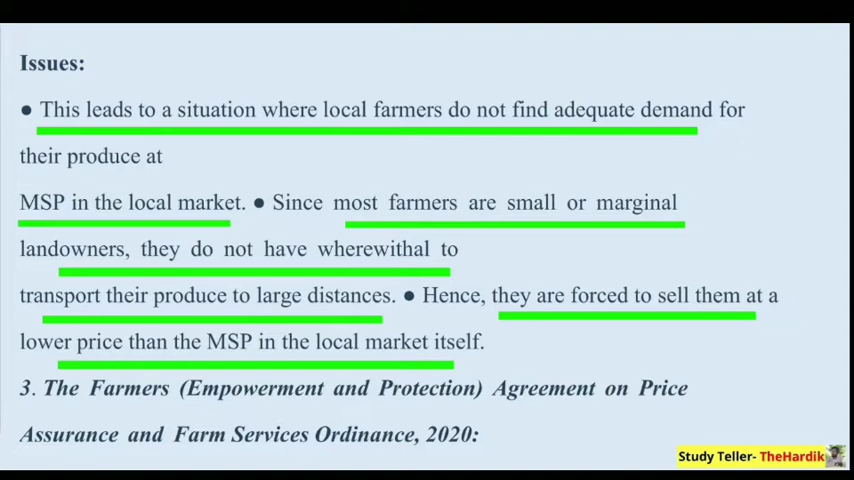 Issues:
● This leads to a situation where local farmers do not find adequate demand for
their produce at
MSP in the local market. ● Since most farmers are small or marginal
landowners, they do not have wherewithal to
transport their produce to large distances. ● Hence, they are forced to sell them at a
lower price than the MSP in the local market itself.
3. The Farmers (Empowerment and Protection) Agreement on Price
Assurance and Farm Services Ordinance, 2020:
Study Teller- TheHardik